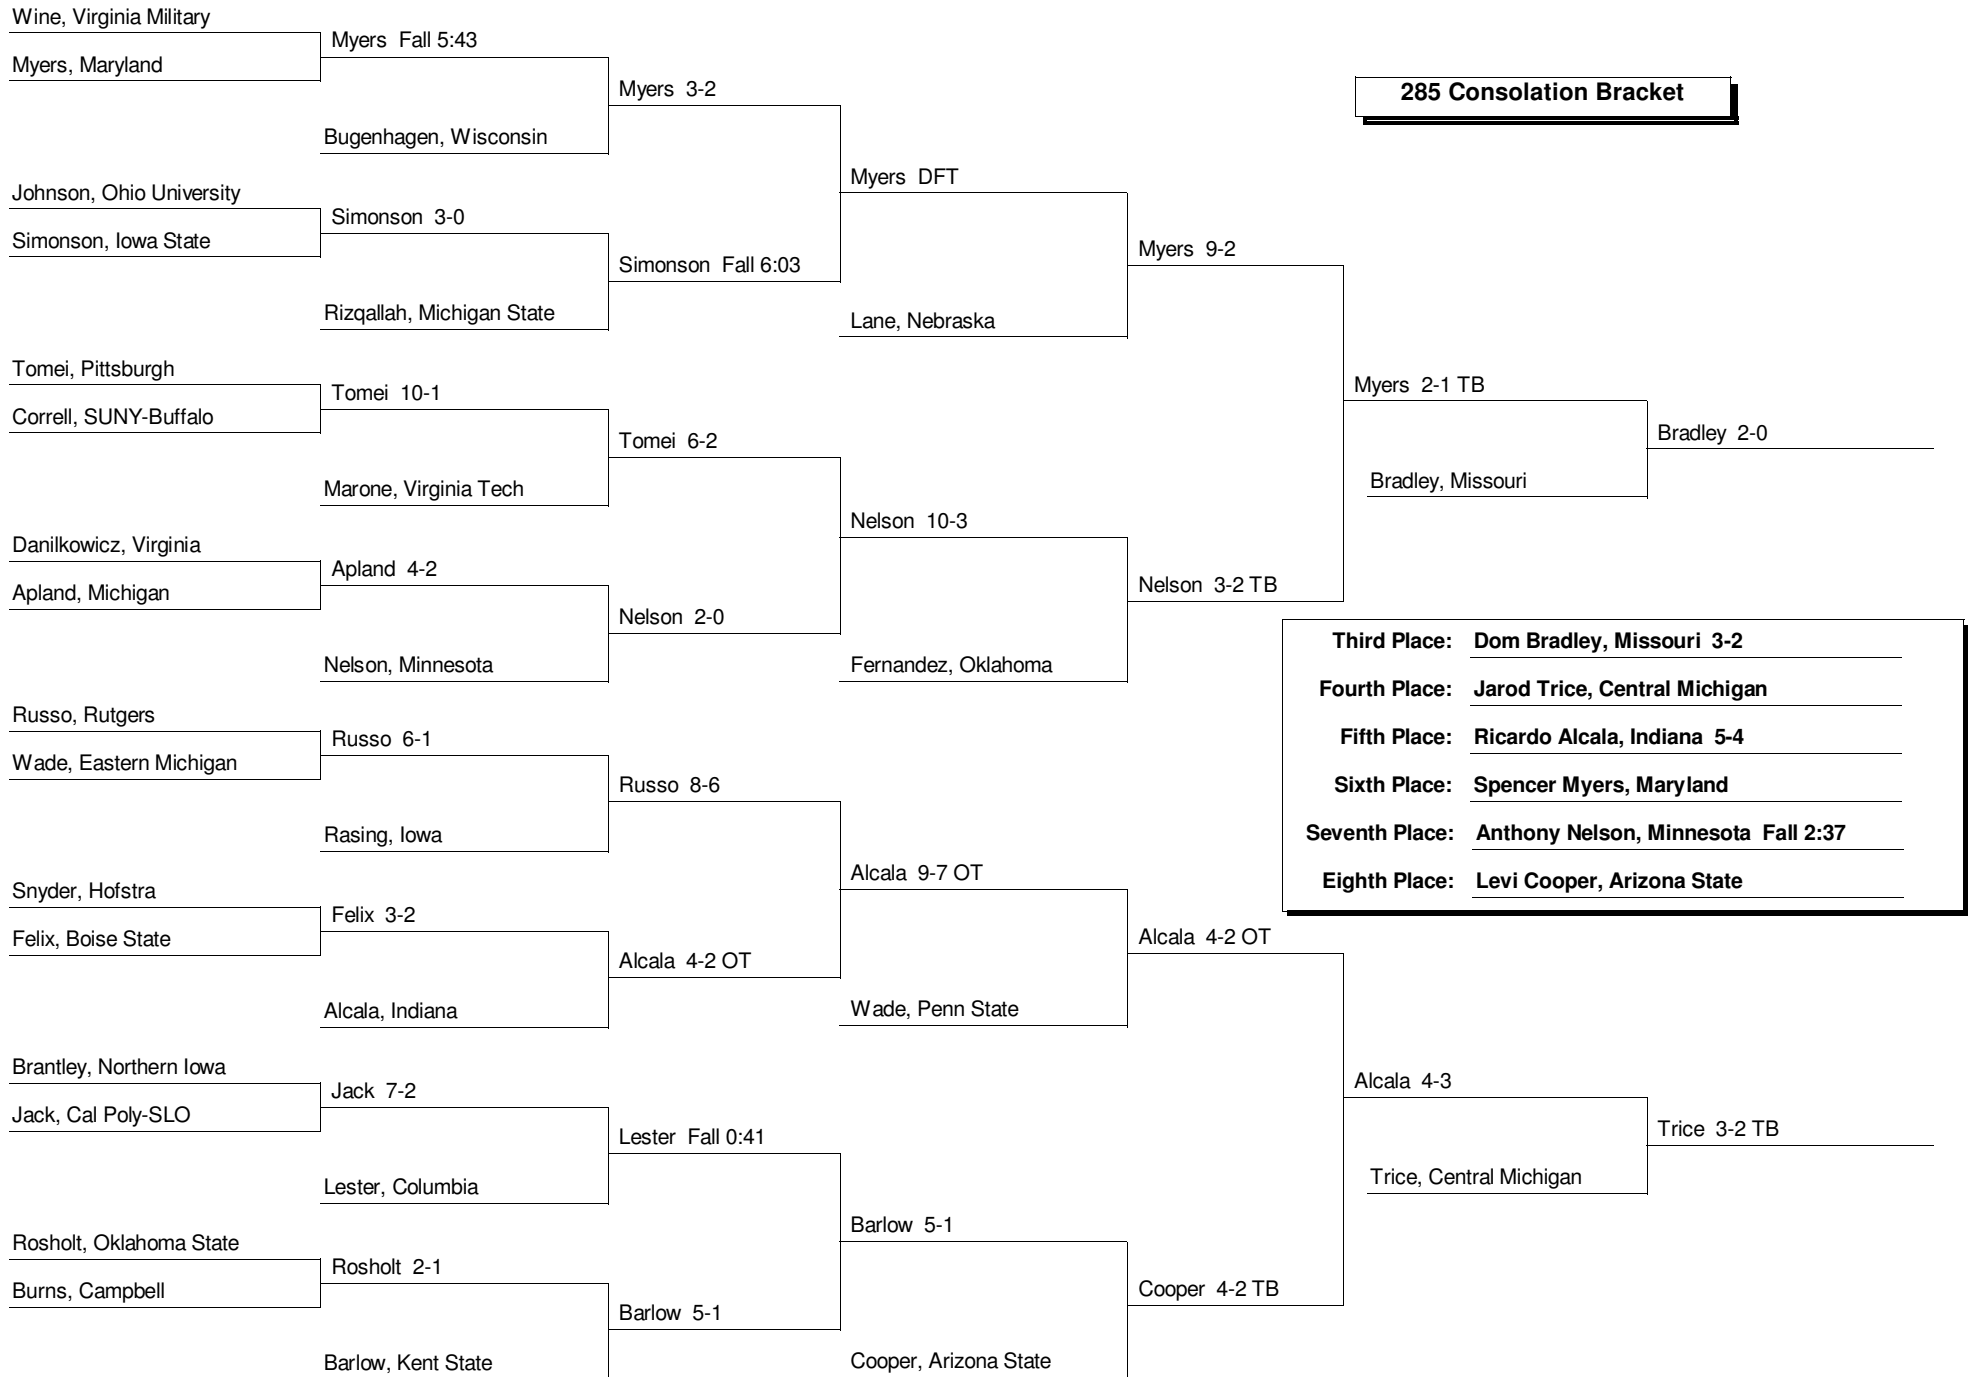 Wine, Virginia Military
Myers, Maryland
Myers Fall 5:43
Bugenhagen, Wisconsin
Myers 3-2
285 Consolation Bracket
Johnson, Ohio University
Simonson, Iowa State
Simonson 3-0
Rizqallah, Michigan State
Simonson Fall 6:03
Myers DFT
Lane, Nebraska
Myers 9-2
Tomei, Pittsburgh
Correll, SUNY-Buffalo
Tomei 10-1
Marone, Virginia Tech
Tomei 6-2
Danilkowicz, Virginia
Apland, Michigan
Apland 4-2
Nelson, Minnesota
Nelson 2-0
Nelson 10-3
Fernandez, Oklahoma
Nelson 3-2 TB
Myers 2-1 TB
Bradley, Missouri
Bradley 2-0
Third Place: Dom Bradley, Missouri 3-2
Fourth Place: Jarod Trice, Central Michigan
Fifth Place: Ricardo Alcala, Indiana 5-4
Sixth Place: Spencer Myers, Maryland
Seventh Place: Anthony Nelson, Minnesota Fall 2:37
Eighth Place: Levi Cooper, Arizona State
Russo, Rutgers
Wade, Eastern Michigan
Russo 6-1
Rasing, Iowa
Russo 8-6
Snyder, Hofstra
Felix, Boise State
Felix 3-2
Alcala, Indiana
Alcala 4-2 OT
Alcala 9-7 OT
Wade, Penn State
Alcala 4-2 OT
Brantley, Northern Iowa
Jack, Cal Poly-SLO
Jack 7-2
Lester, Columbia
Lester Fall 0:41
Rosholt, Oklahoma State
Burns, Campbell
Rosholt 2-1
Barlow, Kent State
Barlow 5-1
Barlow 5-1
Cooper, Arizona State
Cooper 4-2 TB
Alcala 4-3
Trice, Central Michigan
Trice 3-2 TB